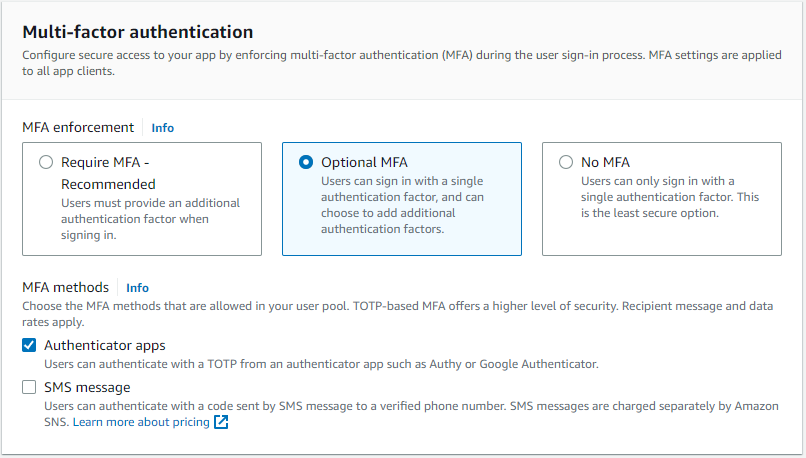 Multi-factor authentication
Configure secure access to your app by enforcing multi-factor authentication (MFA) during the user sign-in process. MFA settings are applied
to all app clients.
MFA enforcement Info
Require MFA -
Recommended
Users must provide an additional
authentication factor when
signing in.
Optional MFA
Users can sign in with a single
authentication factor, and can
choose to add additional
authentication factors.
No MFA
Users can only sign in with a
single authentication factor. This
is the least secure option.
MFA methods Info
Choose the MFA methods that are allowed in your user pool. TOTP-based MFA offers a higher level of security. Recipient message and data
rates apply.
Authenticator apps
Users can authenticate with a TOTP from an authenticator app such as Authy or Google Authenticator.
SMS message
Users can authenticate with a code sent by SMS message to a verified phone number. SMS messages are charged separately by Amazon
SNS. Learn more about pricing